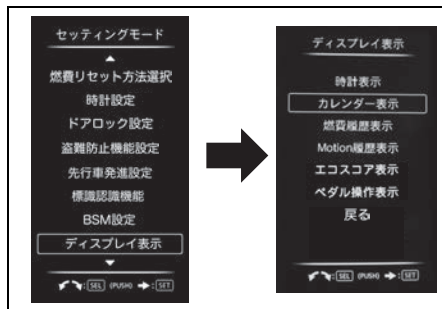 セッティングモード
燃費リセット方法選択
時計設定
ドアロック設定
盗難防止機能設定
先行車発進設定
標識認識機能
BSM設定
ディスプレイ表示
:SEL (PUSH) :SET
ディスプレイ表示
時計表示
カレンダー表示
燃費履歴表示
Motion履歴表示
エコスコア表示
ペダル操作表示
戻る
:SEL (PUSH) :SET